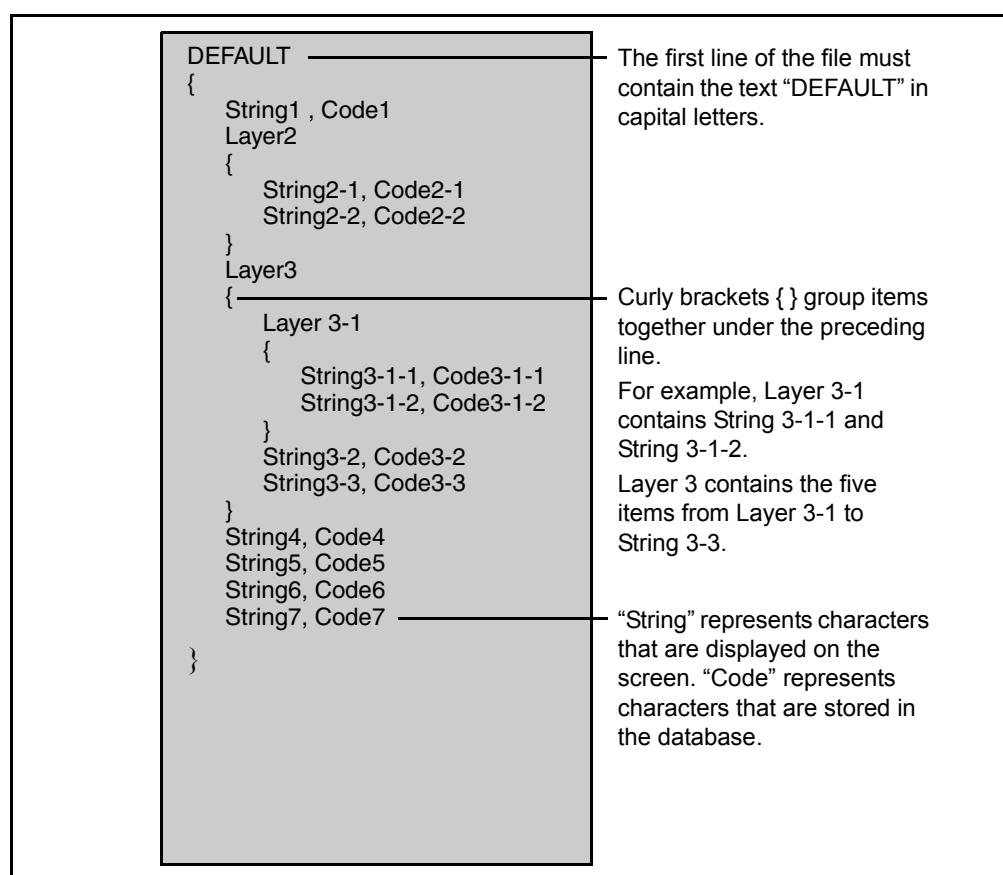 DEFAULT
{
String1 , Code1
Layer2
{
String2-1, Code2-1
String2-2, Code2-2
}
Layer3
{
Layer 3-1
{
String3-1-1, Code3-1-1
String3-1-2, Code3-1-2
}
String3-2, Code3-2
String3-3, Code3-3
}
String4, Code4
String5, Code5
String6, Code6
String7, Code7
}
The first line of the file must
contain the text “DEFAULT” in
capital letters.
Curly brackets { } group items
together under the preceding
line.
For example, Layer 3-1
contains String 3-1-1 and
String 3-1-2.
Layer 3 contains the five
items from Layer 3-1 to
String 3-3.
“String” represents characters
that are displayed on the
screen. “Code” represents
characters that are stored in
the database.